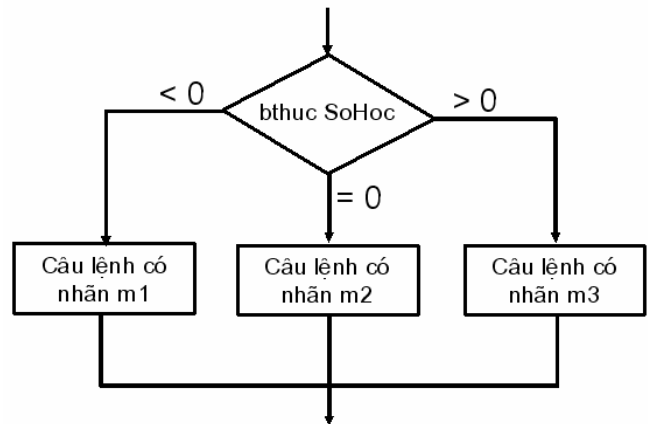 < 0
bthuc SoHoc
> 0
= 0
Câu lệnh có
nhãn m1
Câu lệnh có
nhãn m2
Câu lệnh có
nhãn m3